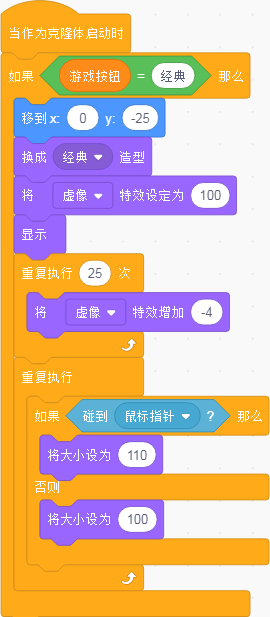 当作为克隆体启动时
如果 游戏按钮 = 经典 那么
移到 x: 0 y: -25
换成 经典 造型
将 虚像 特效设定为 100
显示
重复执行 25 次
将 虚像 特效增加 -4
重复执行
如果 碰到 鼠标指针 ? 那么
将大小设为 110
否则
将大小设为 100